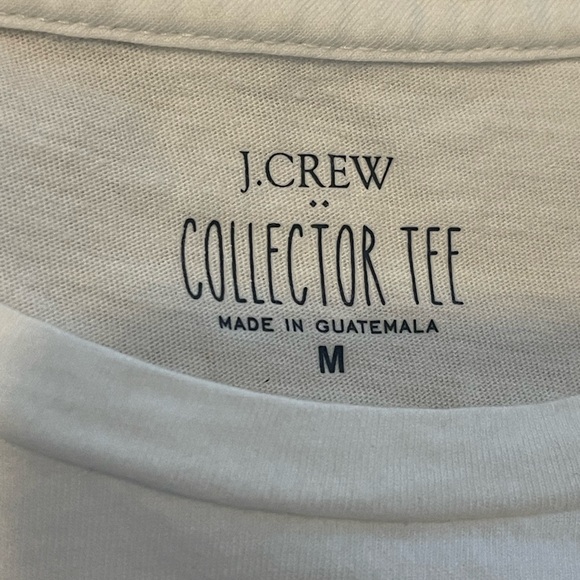 J.CREW
COLLECTOR TEE
MADE IN GUATEMALA
M